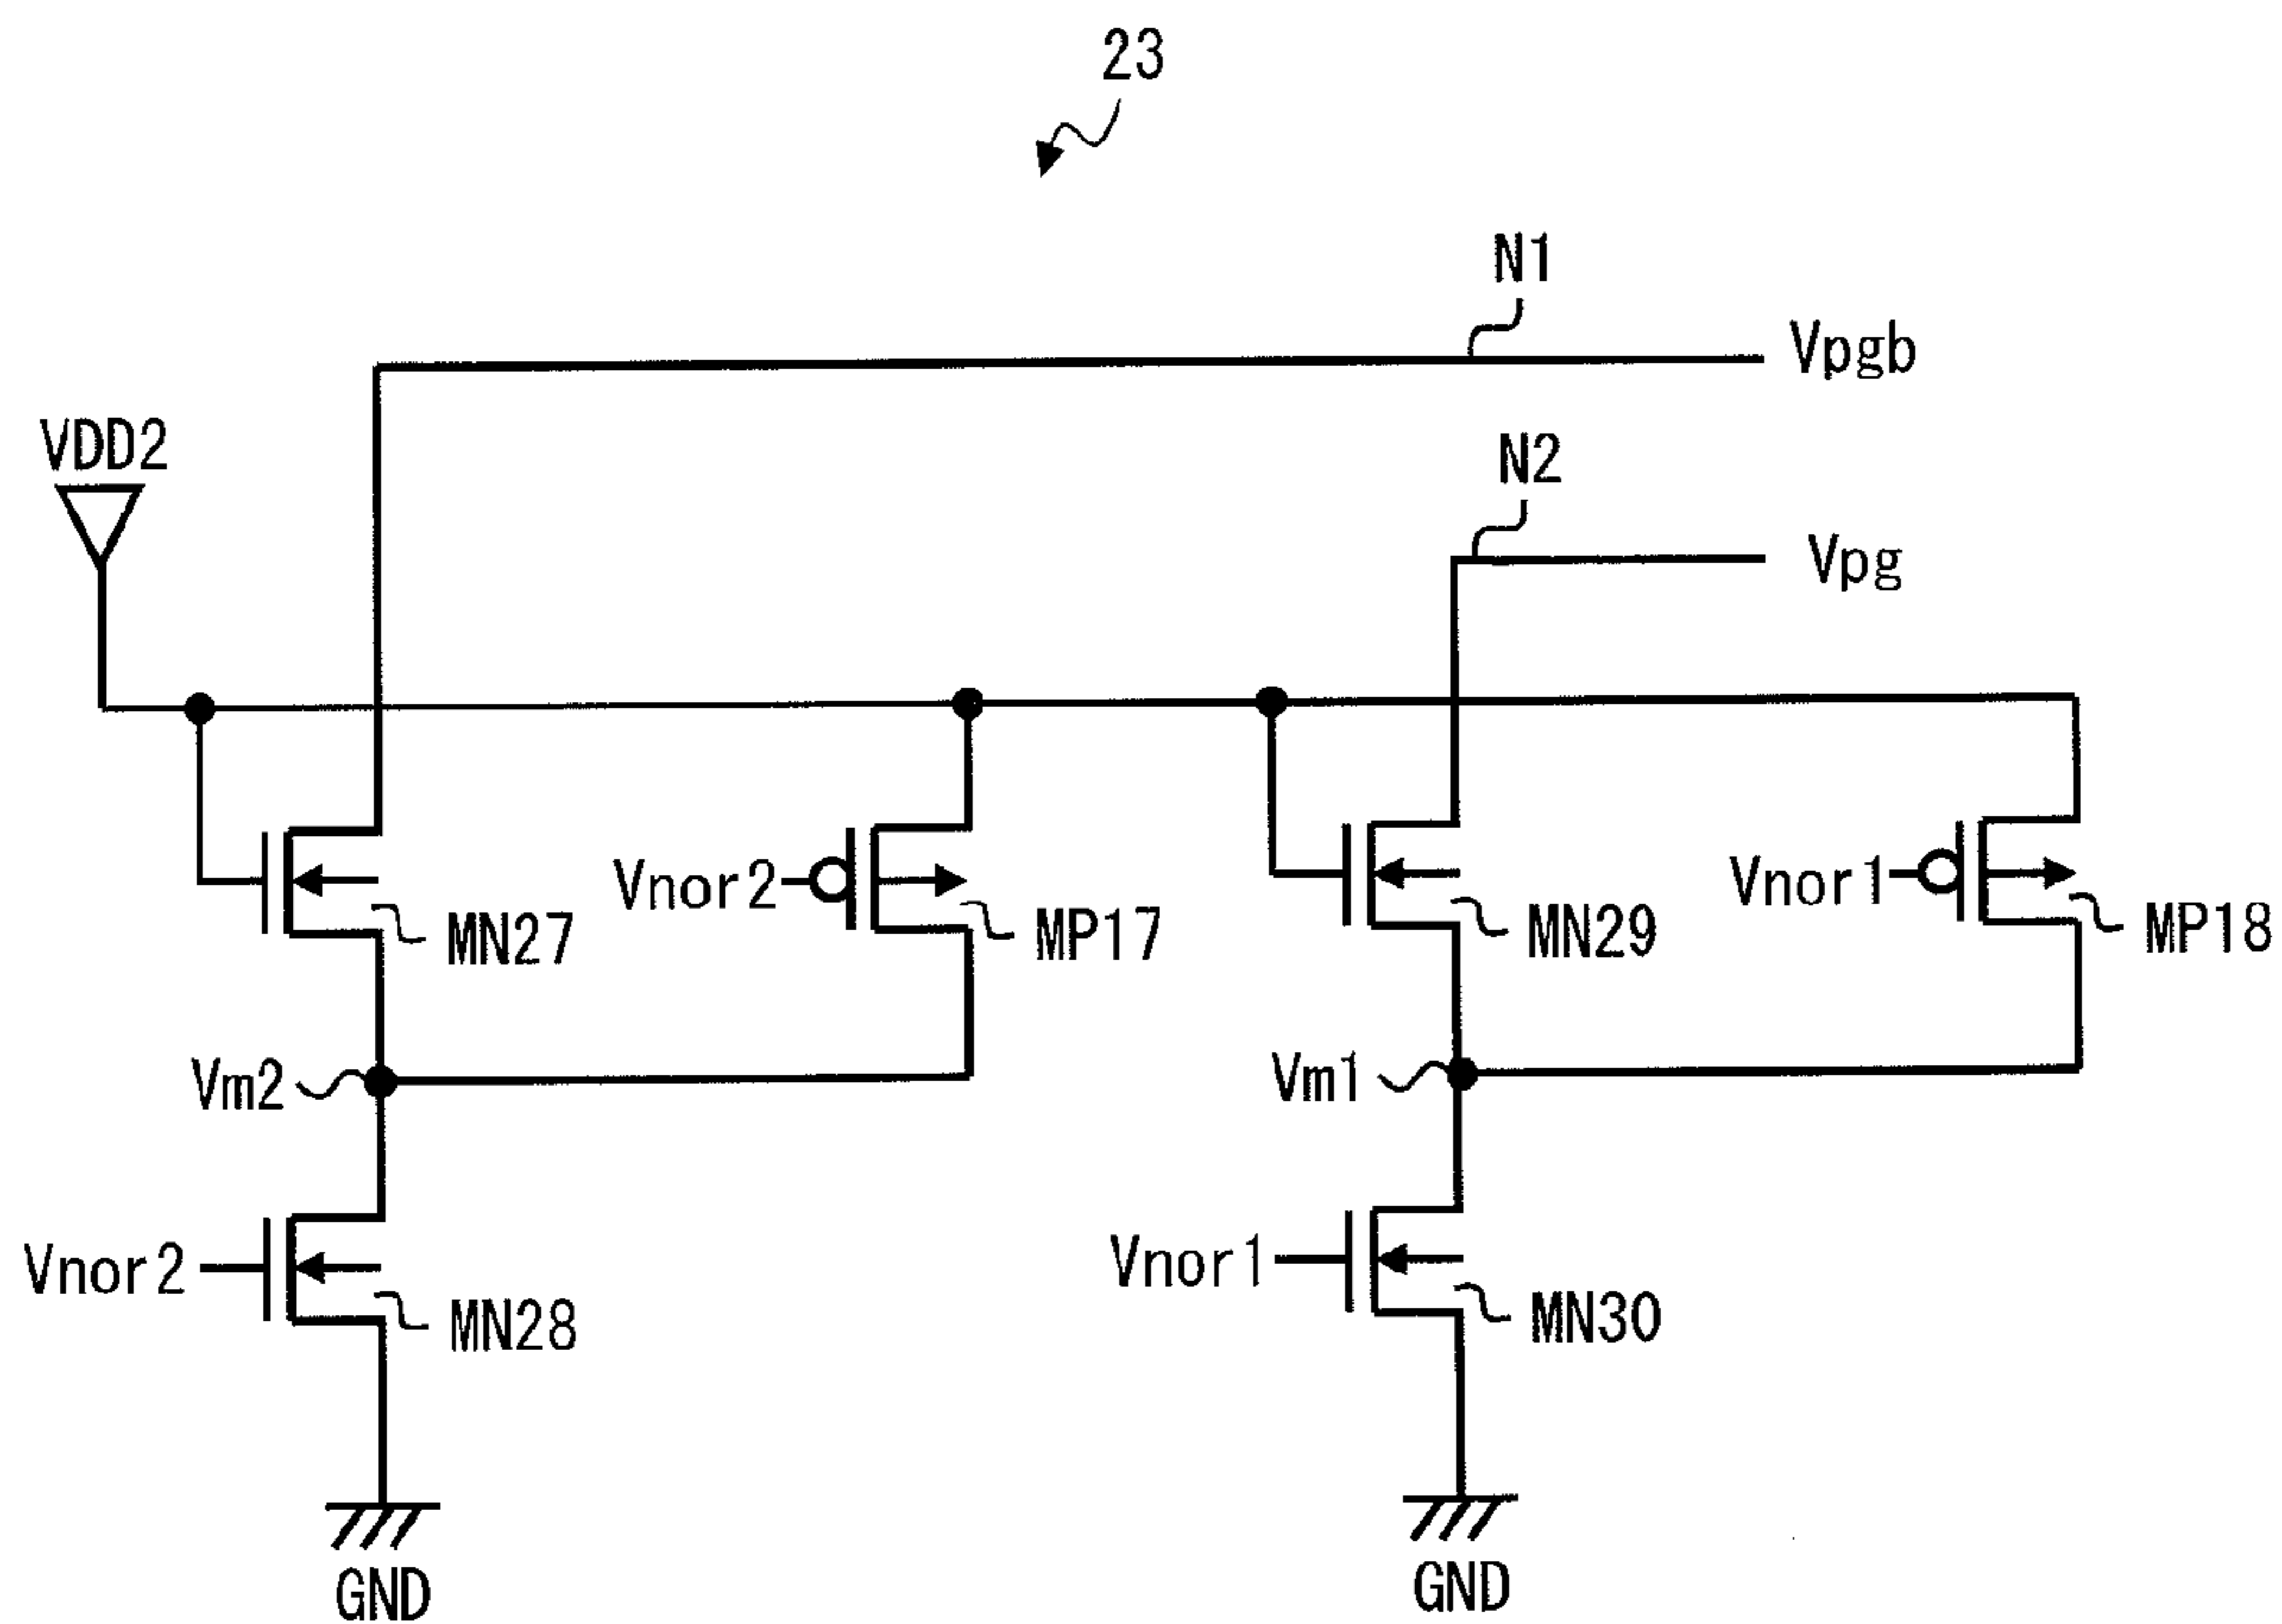 23
N1
Vpgb
VDD2
N2
Vpg
Vnor2
MN27
MP17
MN29
Vnor1
MP18
Vm2
Vm1
Vnor2
MN28
Vnor1
MN30
GND
GND